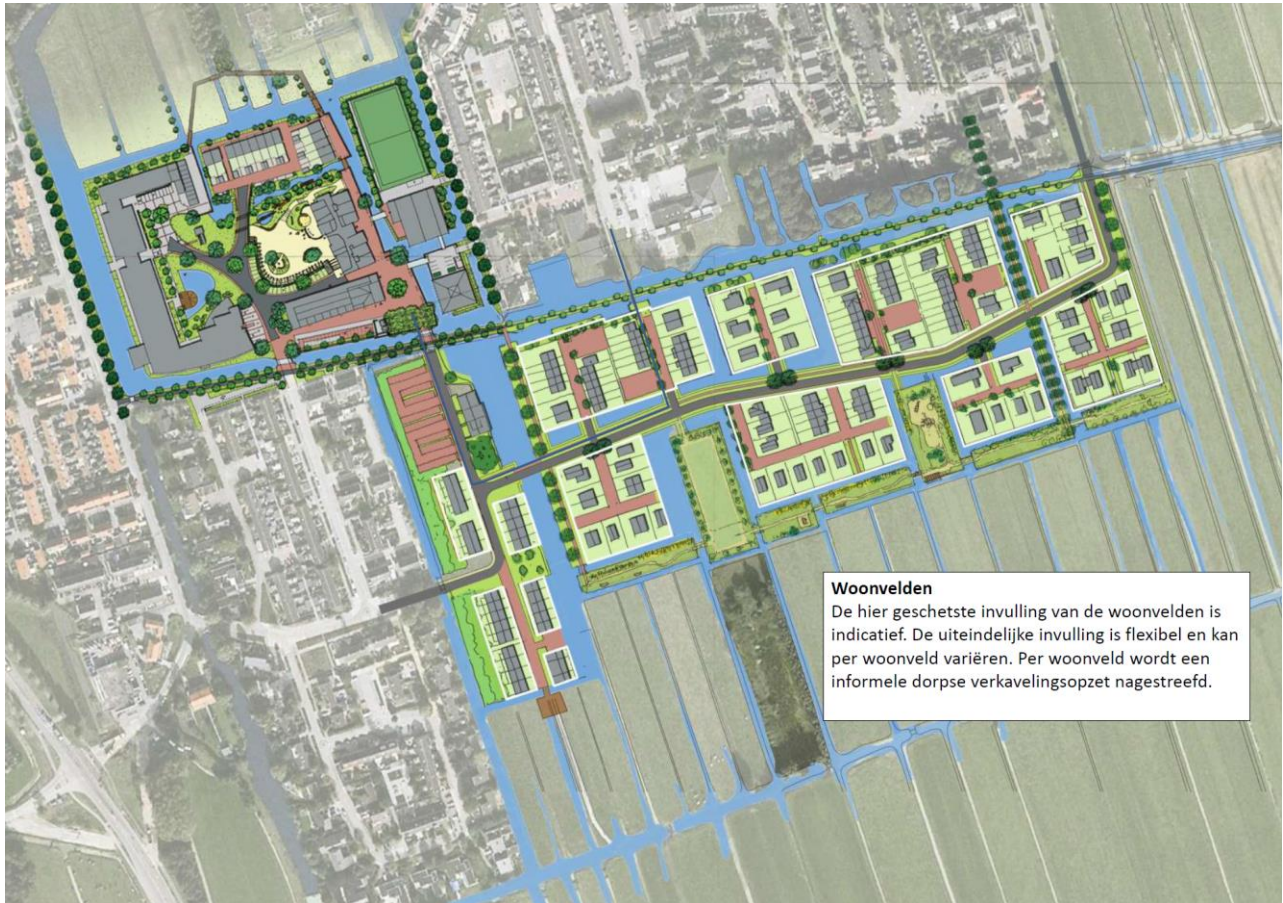 Woonvelden
De hier geschetste invulling van de woonvelden is
indicatief. De uiteindelijke invulling is flexibel en kan
per woonveld variëren. Per woonveld wordt een
informele dorpse verkavelingsopzet nagestreefd.